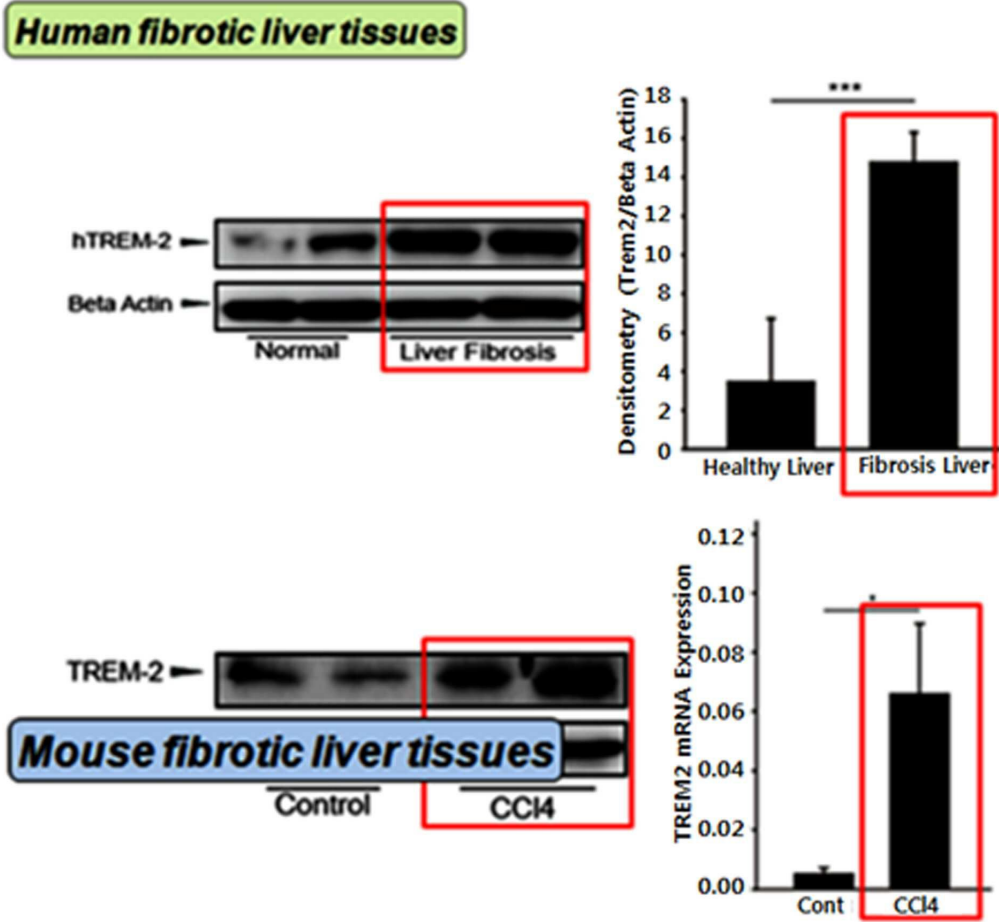 Human fibrotic liver tissues
hTREM-2
Beta Actin
Normal
Liver Fibrosis
***
Densitometry (Trem2/Beta Actin)
18
16
14
12
10
8
6
4
2
0
Healthy Liver
Fibrosis Liver
TREM-2
Mouse fibrotic liver tissues
Control
CCl4
*
TREM2 mRNA Expression
0.12
0.10
0.08
0.06
0.04
0.02
0.00
Cont
CCl4